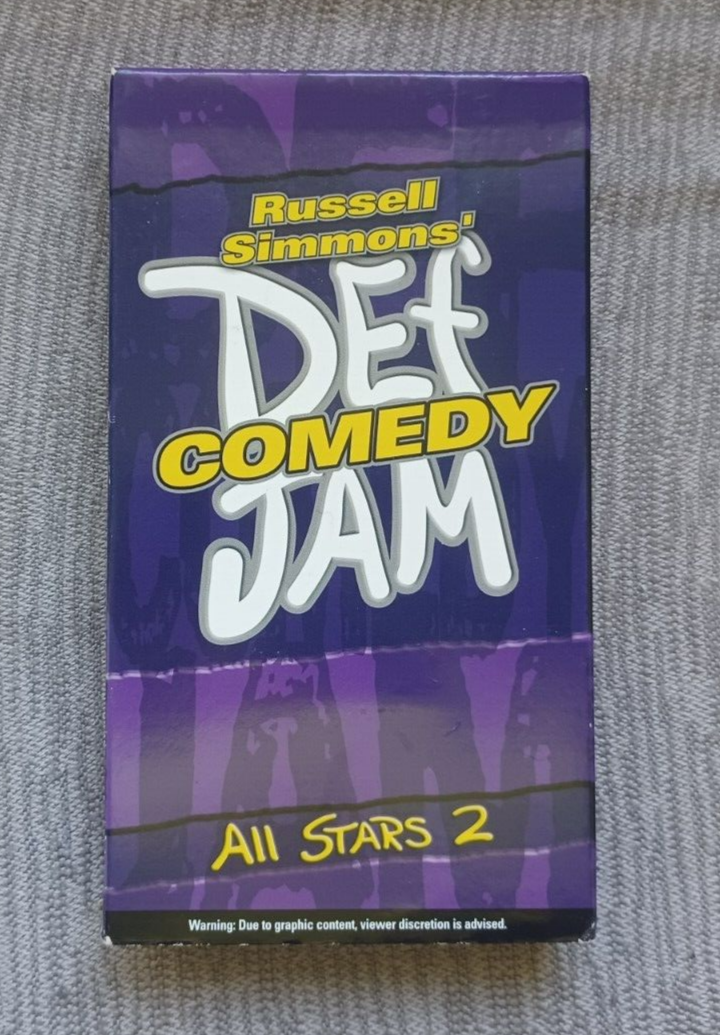 Russell
Simmons'
DEf
COMEDY
JAM
All STARS 2
Warning: Due to graphic content, viewer discretion is advised.